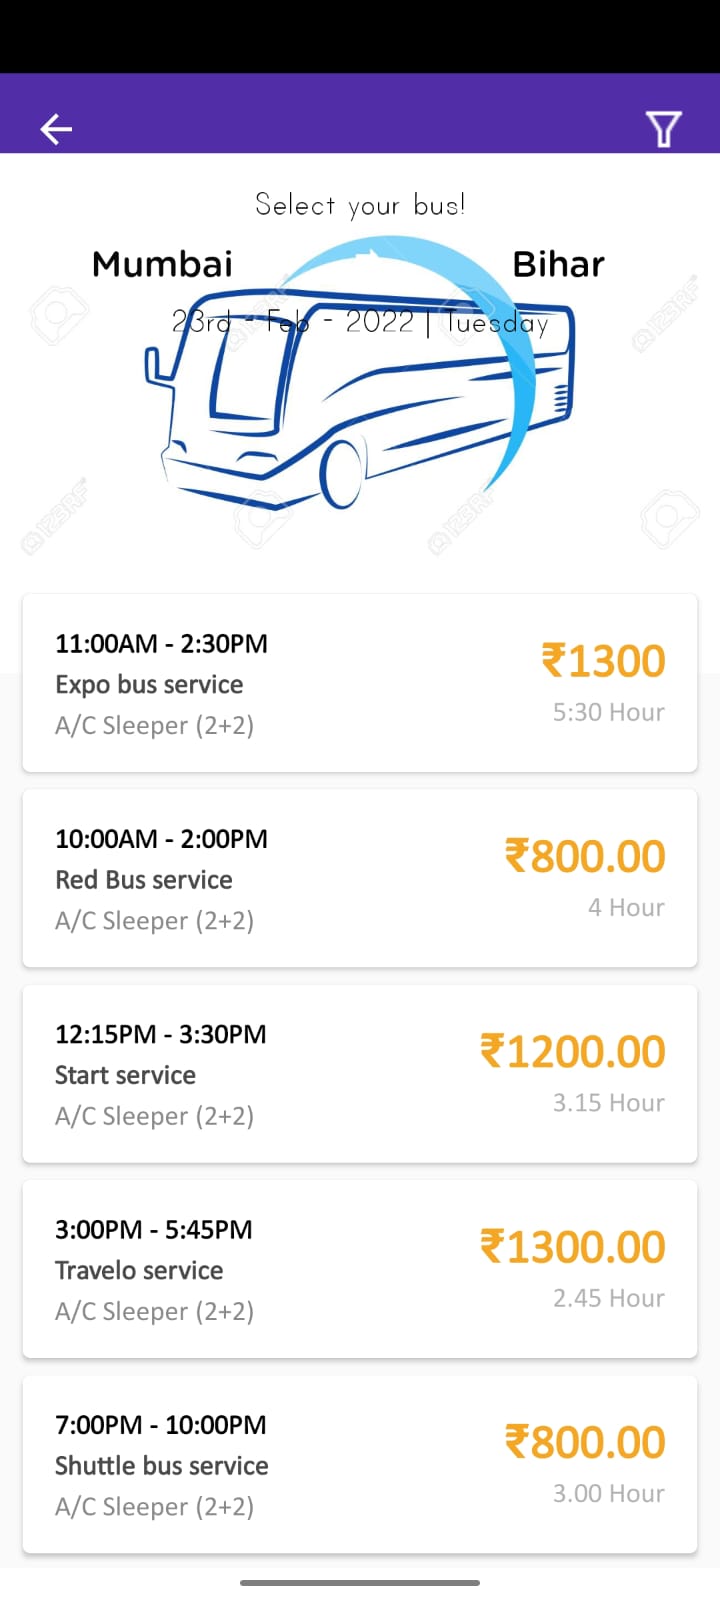 Select your bus!
Mumbai
Bihar
23rd - Feb - 2022 | Tuesday
123RF
123RF
123RF
11:00AM - 2:30PM
₹1300
Expo bus service
5:30 Hour
A/C Sleeper (2+2)
10:00AM - 2:00PM
₹800.00
Red Bus service
4 Hour
A/C Sleeper (2+2)
12:15PM - 3:30PM
₹1200.00
Start service
3.15 Hour
A/C Sleeper (2+2)
3:00PM - 5:45PM
₹1300.00
Travelo service
2.45 Hour
A/C Sleeper (2+2)
7:00PM - 10:00PM
₹800.00
Shuttle bus service
3.00 Hour
A/C Sleeper (2+2)